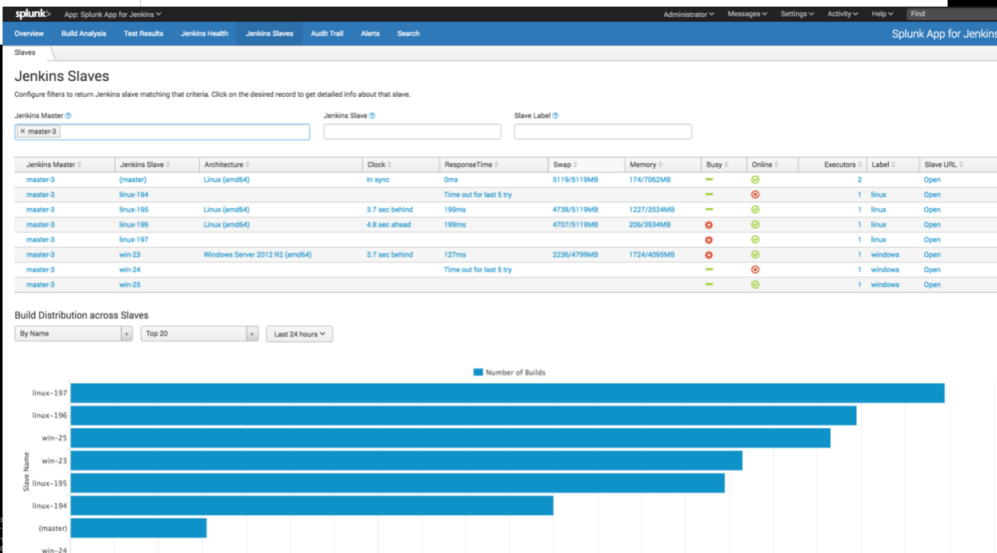 splunk> App: Splunk App for Jenkins Administrator Messages Settings Activity Help Find
Overview Build Analysis Test Results Jenkins Health Jenkins Slaves Audit Trail Alerts Search Splunk App for Jenkins
Slaves
Jenkins Slaves
Configure filters to return Jenkins slave matching that criteria. Click on the desired record to get detailed info about that slave.
Jenkins Master ? Jenkins Slave ? Slave Label ?
× master-3
Jenkins Master Jenkins Slave Architecture Clock ResponseTime Swap Memory Busy Online Executors Label Slave URL
master-3 (master) Linux (amd64) In sync 0ms 5119/5119MB 174/7062MB 2 Open
master-3 linux-194 Time out for last 5 try 1 linux Open
master-3 linux-195 Linux (amd64) 3.7 sec behind 199ms 4738/5119MB 1227/3534MB 1 linux Open
master-3 linux-196 Linux (amd64) 4.8 sec ahead 199ms 4707/5119MB 206/3534MB 1 linux Open
master-3 linux-197 1 linux Open
master-3 win-23 Windows Server 2012 R2 (amd64) 3.7 sec behind 127ms 2236/4799MB 1724/4095MB 1 windows Open
master-3 win-24 Time out for last 5 try 1 windows Open
master-3 win-25 1 windows Open
Build Distribution across Slaves
By Name Top 20 Last 24 hours
Number of Builds
Slave Name
linux-197
linux-196
win-25
win-23
linux-195
linux-194
(master)
win-24